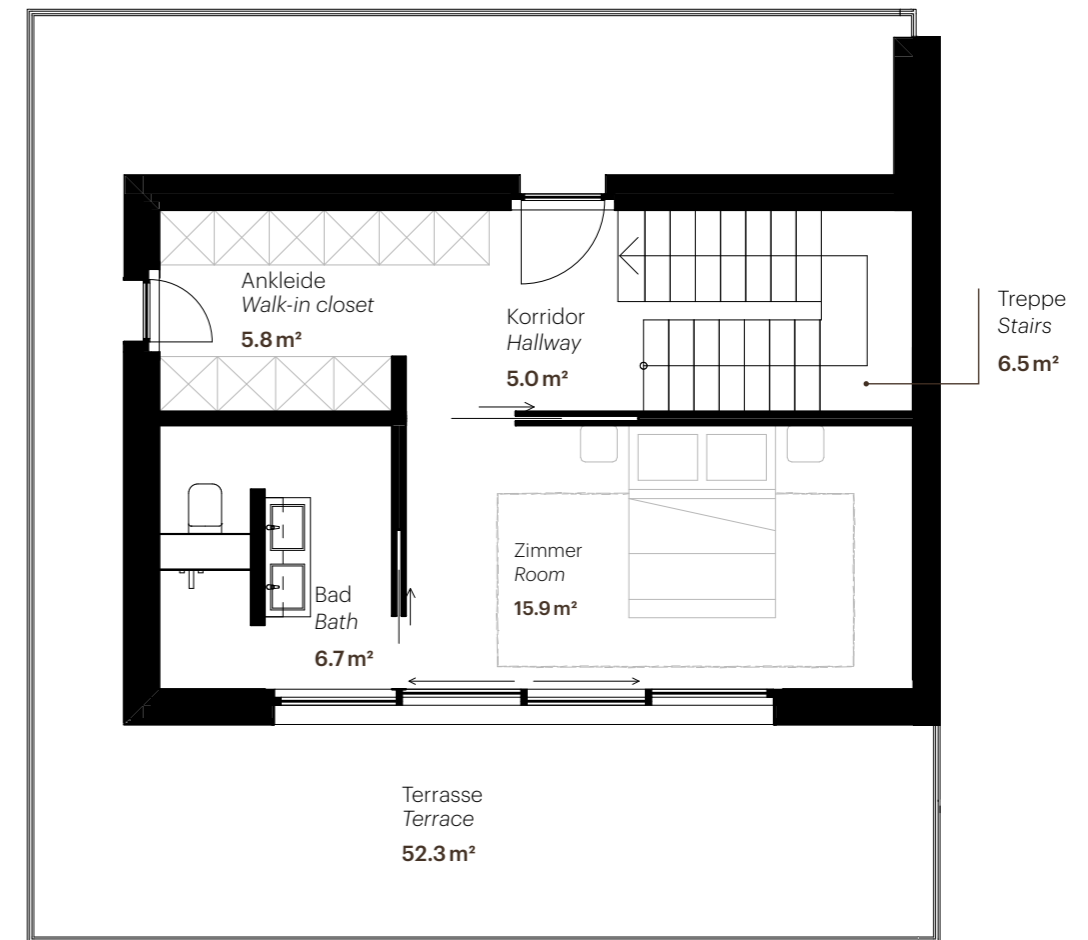 Ankleide
Walk-in closet
5.8 m²
Korridor
Hallway
5.0 m²
Treppe
Stairs
6.5 m²
Zimmer
Room
15.9 m²
Bad
Bath
6.7 m²
Terrasse
Terrace
52.3 m²